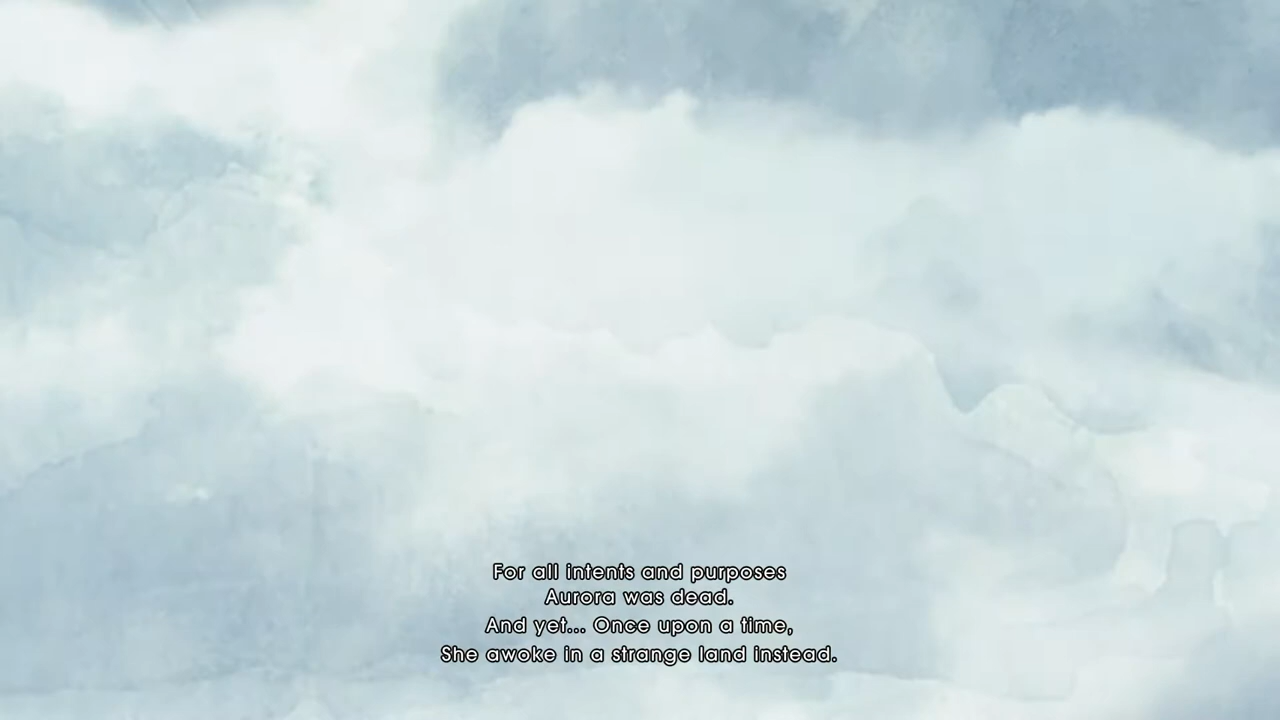 For all intents and purposes
Aurora was dead.
And yet... Once upon a time,
She awoke in a strange land instead.